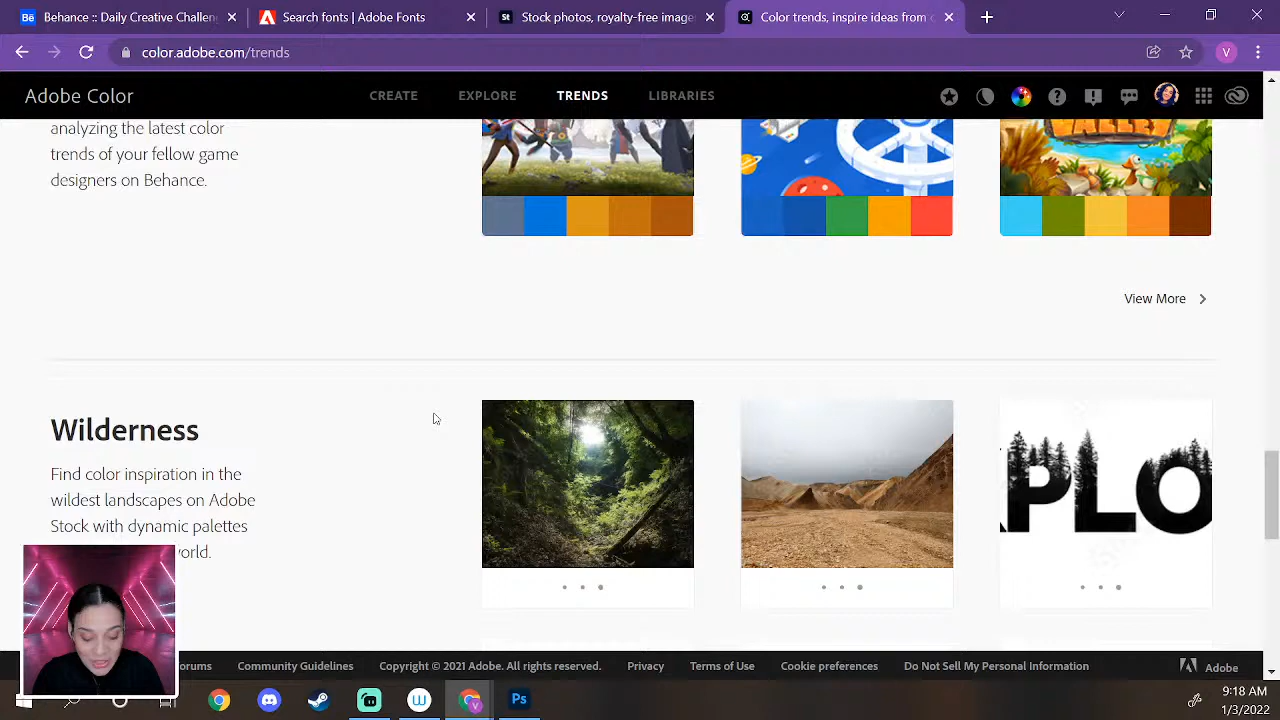 Behance :: Daily Creative Challen
Search fonts | Adobe Fonts
Stock photos, royalty-free image
Color trends, inspire ideas from
color.adobe.com/trends
V
Adobe Color
CREATE
EXPLORE
TRENDS
LIBRARIES
analyzing the latest color
trends of your fellow game
designers on Behance.
View More
Wilderness
Find color inspiration in the
wildest landscapes on Adobe
Stock with dynamic palettes
world.
PLO
orums
Community Guidelines
Copyright © 2021 Adobe. All rights reserved.
Privacy
Terms of Use
Cookie preferences
Do Not Sell My Personal Information
Adobe
Ps
9:18 AM
1/3/2022